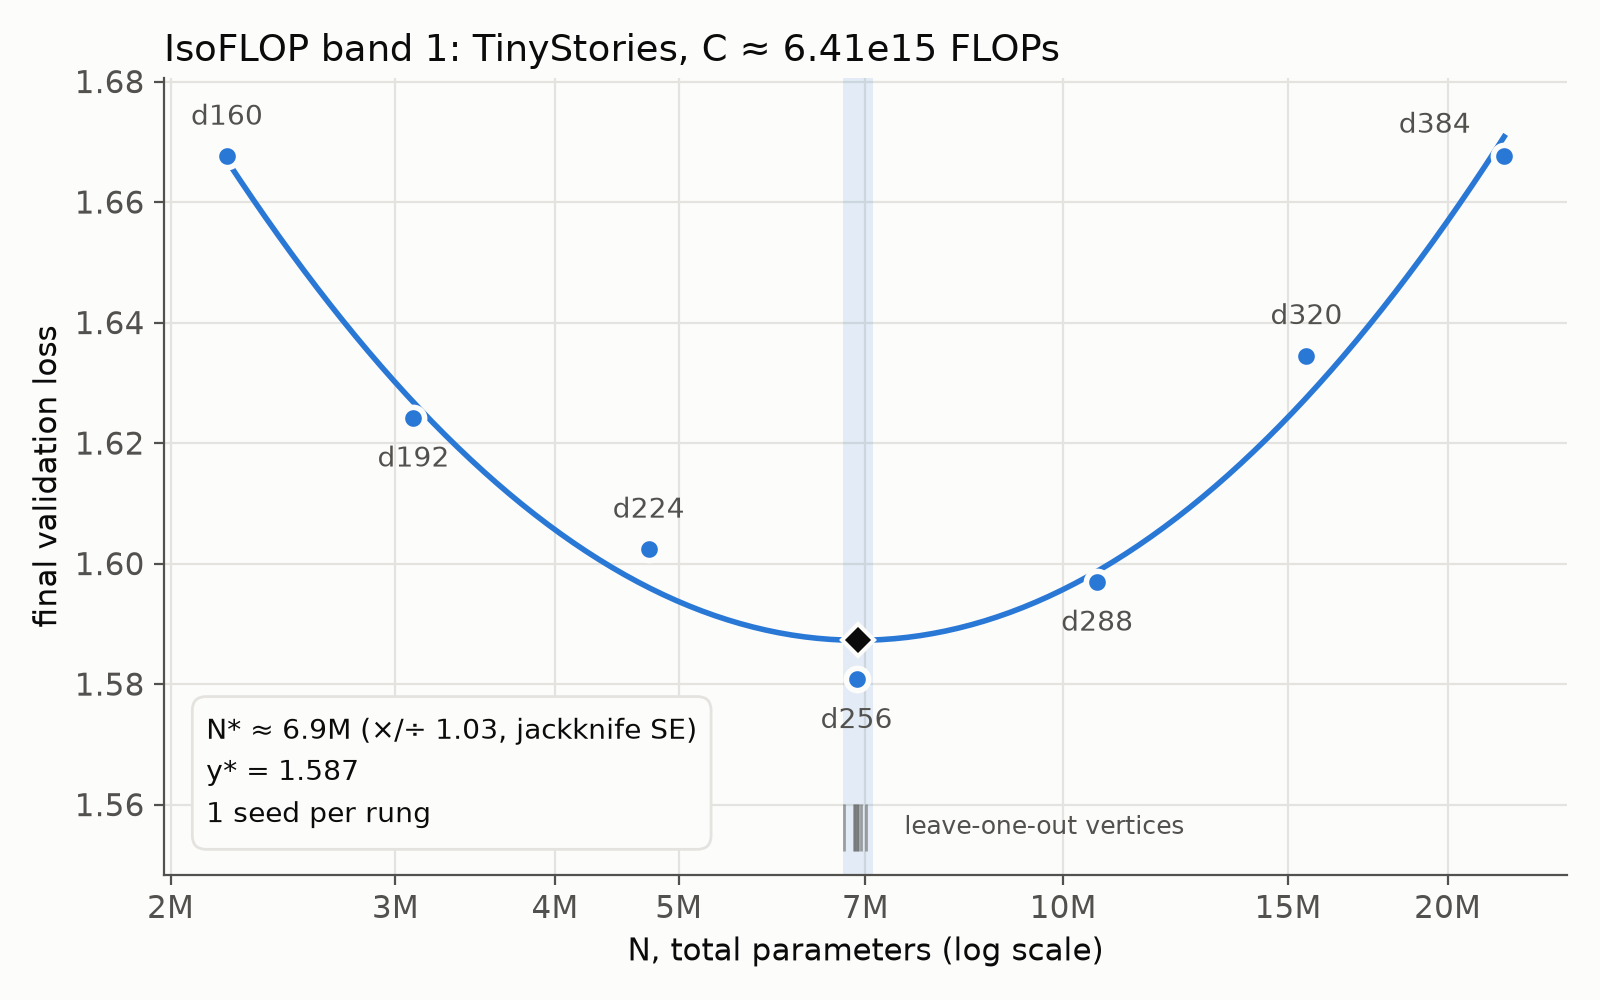 IsoFLOP band 1: TinyStories, C ≈ 6.41e15 FLOPs
final validation loss
1.68
1.66
1.64
1.62
1.60
1.58
1.56
d160
d192
d224
d256
d288
d320
d384
N* ≈ 6.9M (×/÷ 1.03, jackknife SE)
y* = 1.587
1 seed per rung
leave-one-out vertices
2M
3M
4M
5M
7M
10M
15M
20M
N, total parameters (log scale)